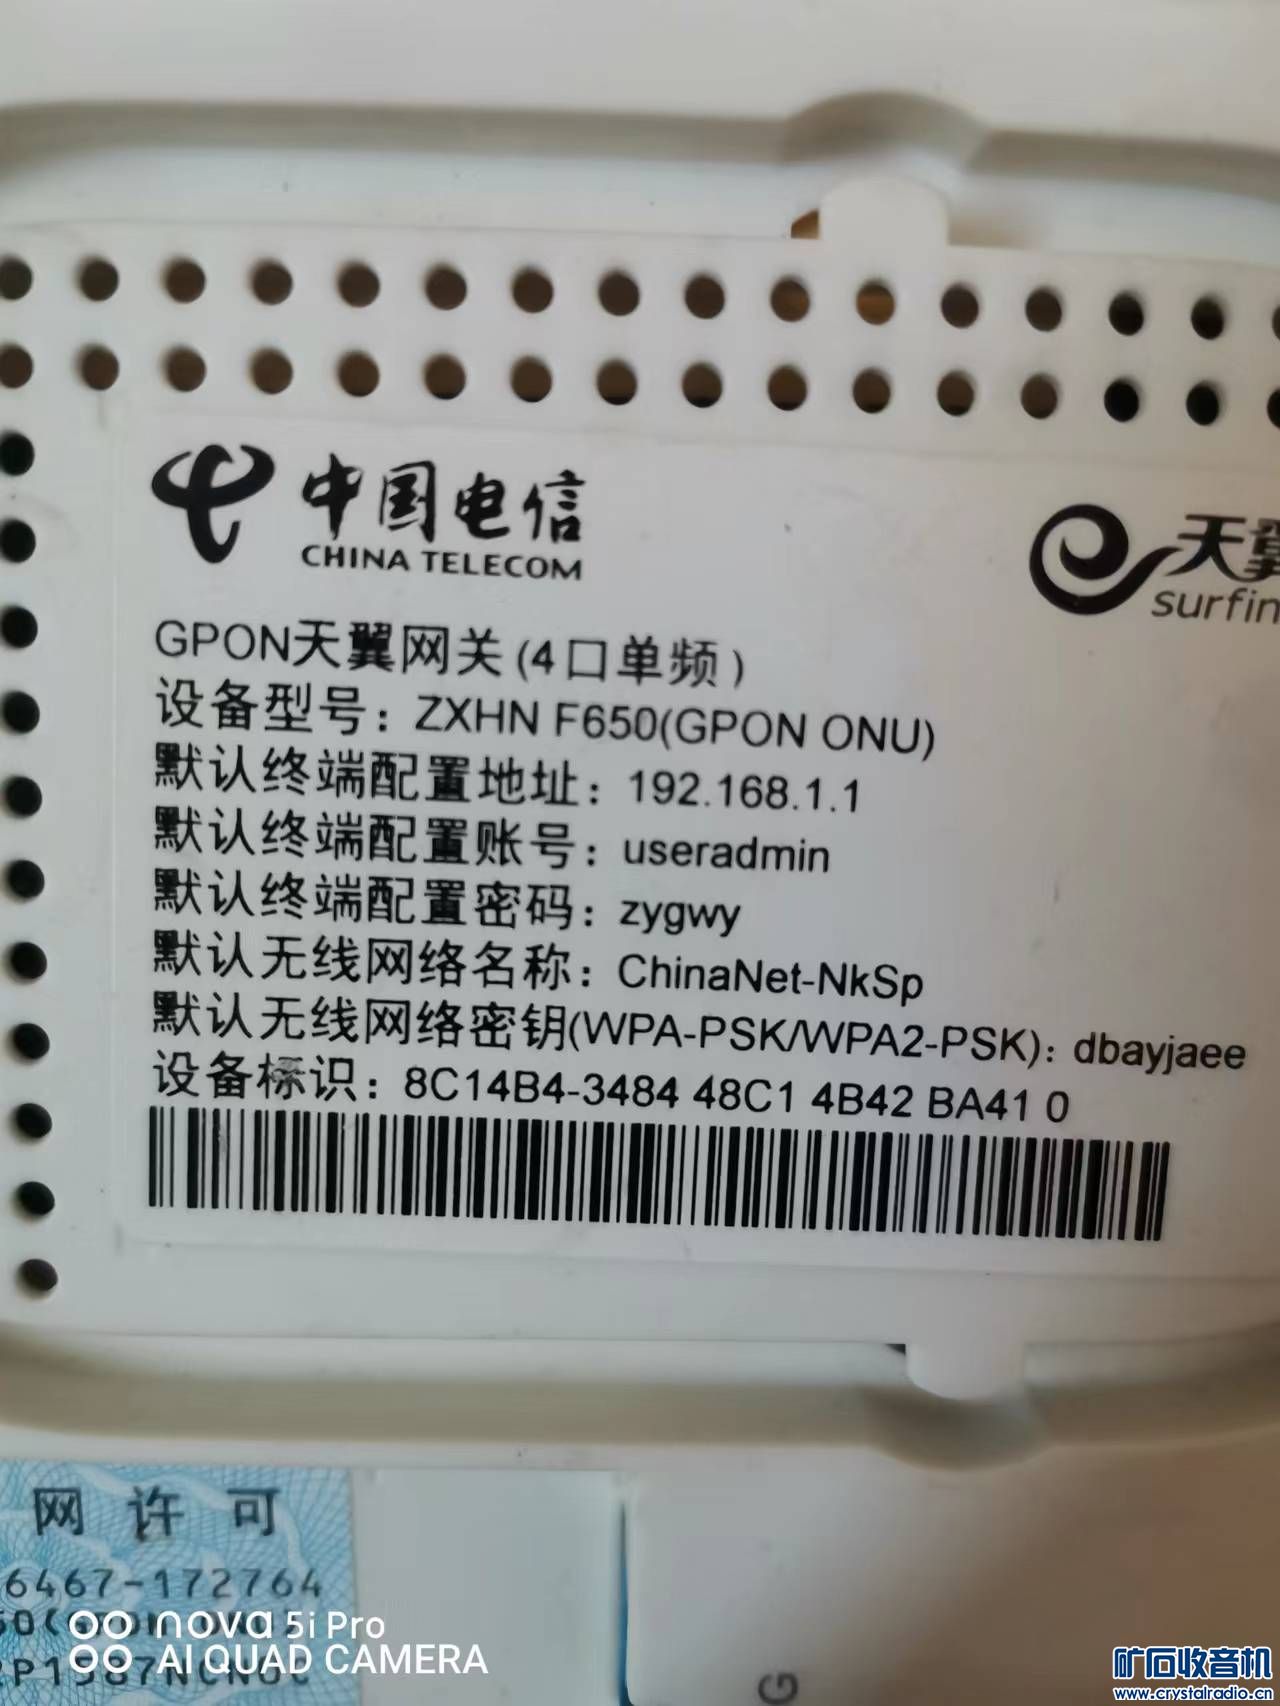 中国电信
CHINA TELECOM
天翼
surfin
GPON天翼网关(4口单频)
设备型号：ZXHN F650(GPON ONU)
默认终端配置地址：192.168.1.1
默认终端配置账号：useradmin
默认终端配置密码：zygwy
默认无线网络名称：ChinaNet-NkSp
默认无线网络密钥(WPA-PSK/WPA2-PSK)：dbayjaee
设备标识：8C14B4-3484 48C1 4B42 BA41 0
网许可
6467-172764
nova 5i Pro
AI QUAD CAMERA
G
矿石收音机
www.crystalradio.cn